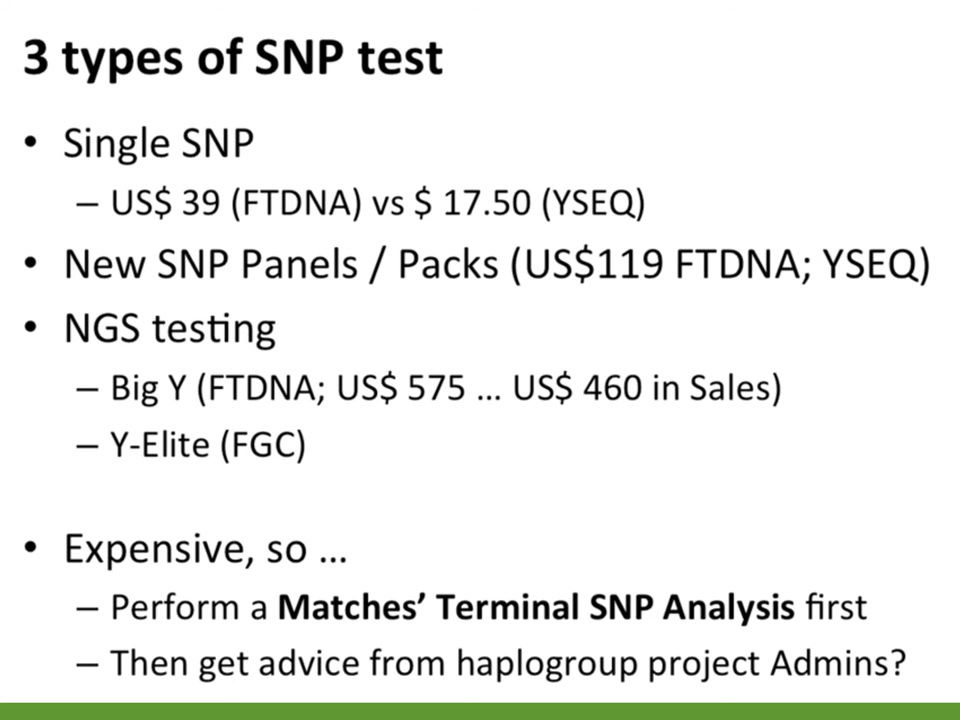 3 types of SNP test
• Single SNP
– US$ 39 (FTDNA) vs $ 17.50 (YSEQ)
• New SNP Panels / Packs (US$119 FTDNA; YSEQ)
• NGS testing
– Big Y (FTDNA; US$ 575 … US$ 460 in Sales)
– Y-Elite (FGC)
• Expensive, so …
– Perform a Matches’ Terminal SNP Analysis first
– Then get advice from haplogroup project Admins?